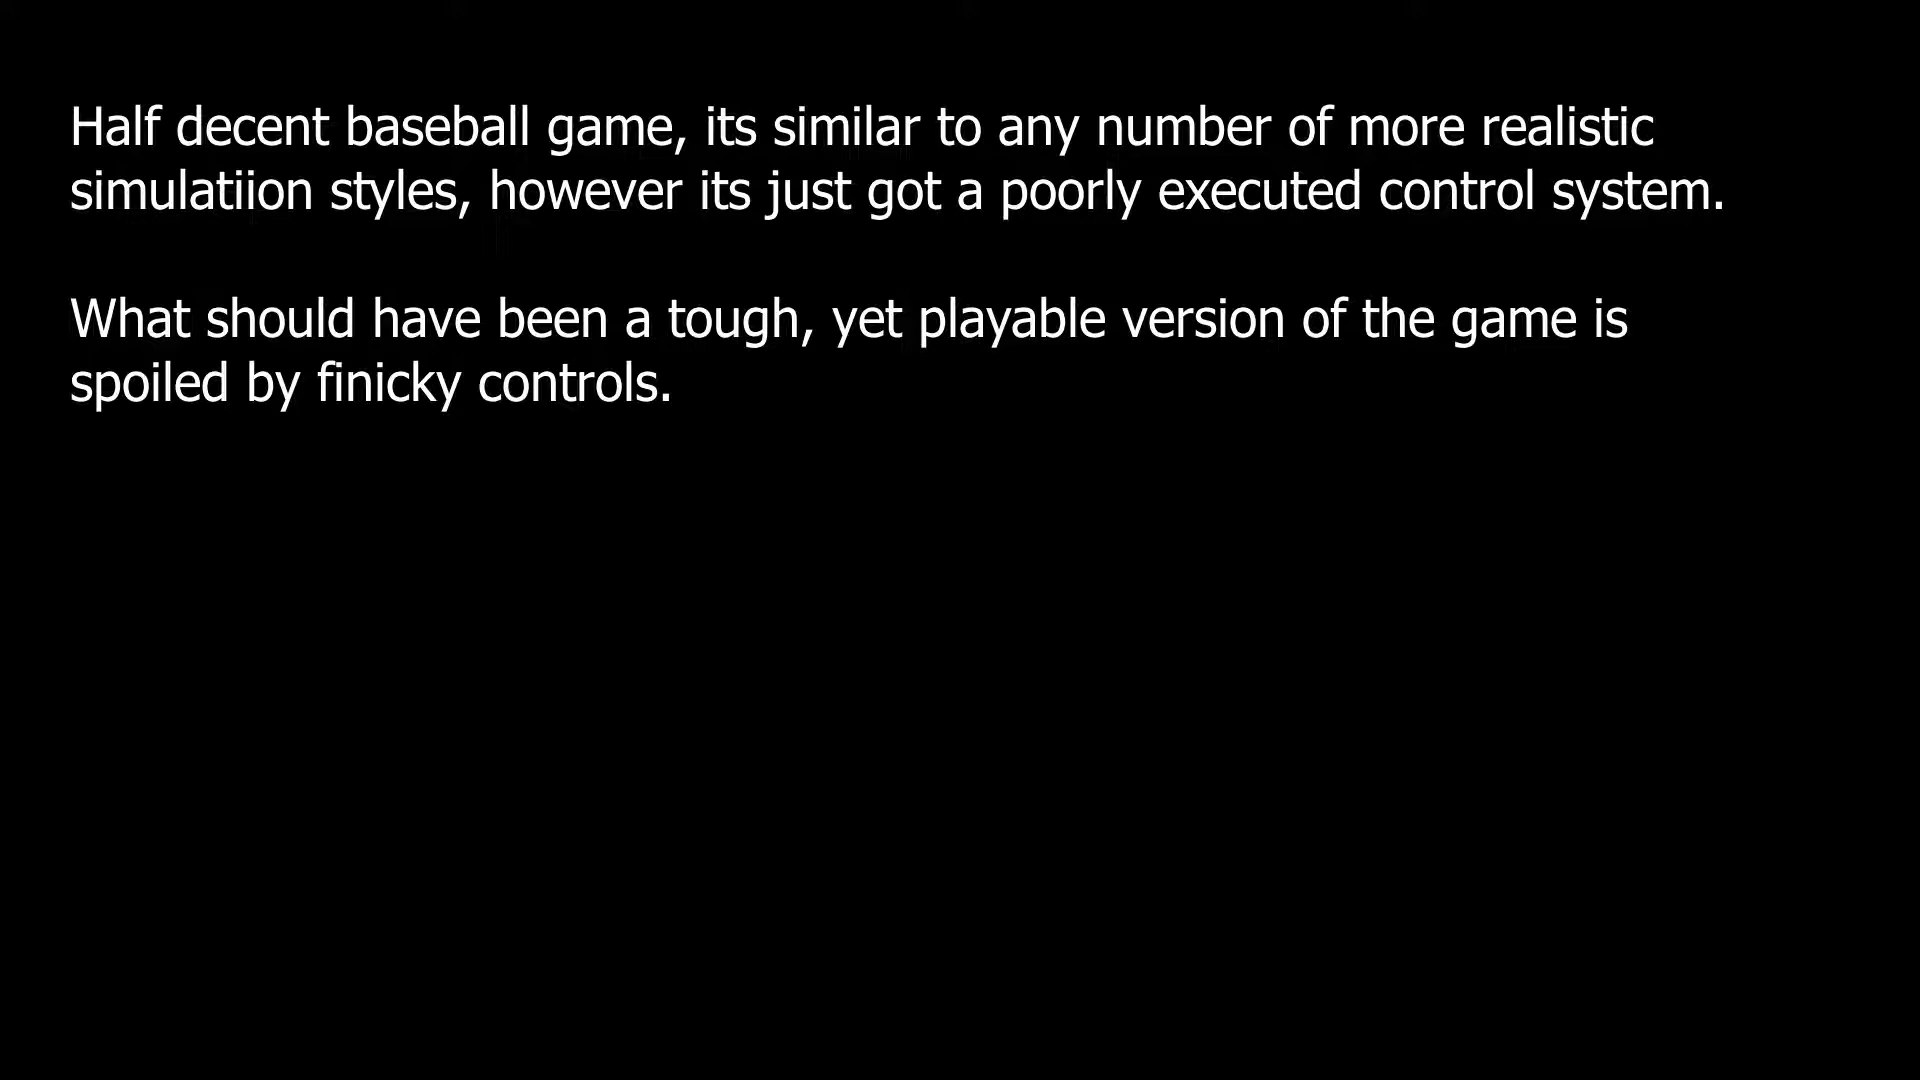 Half decent baseball game, its similar to any number of more realistic
simulatiion styles, however its just got a poorly executed control system.
What should have been a tough, yet playable version of the game is
spoiled by finicky controls.